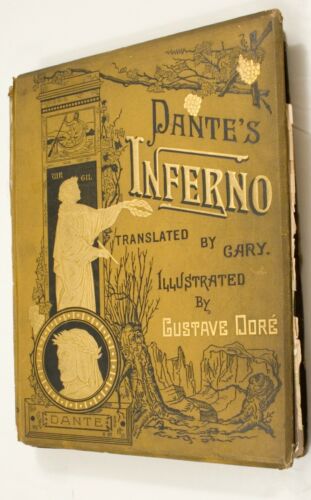 DANTE'S
INFERNO
TRANSLATED BY CARY.
ILLUSTRATED
BY
GUSTAVE DORÉ
VIR GIL
DANTE